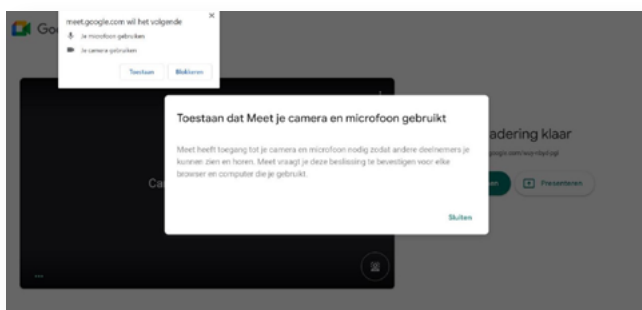 meet.google.com wil het volgende
Je microfoon gebruiken
Je camera gebruiken
Toestaan
Blokkeren
Toestaan dat Meet je camera en microfoon gebruikt
Meet heeft toegang tot je camera en microfoon nodig zodat andere deelnemers je
kunnen zien en horen. Meet vraagt je deze beslissing te bevestigen voor elke
browser en computer die je gebruikt.
Sluiten
Go
Ca
adering klaar
Presenteren